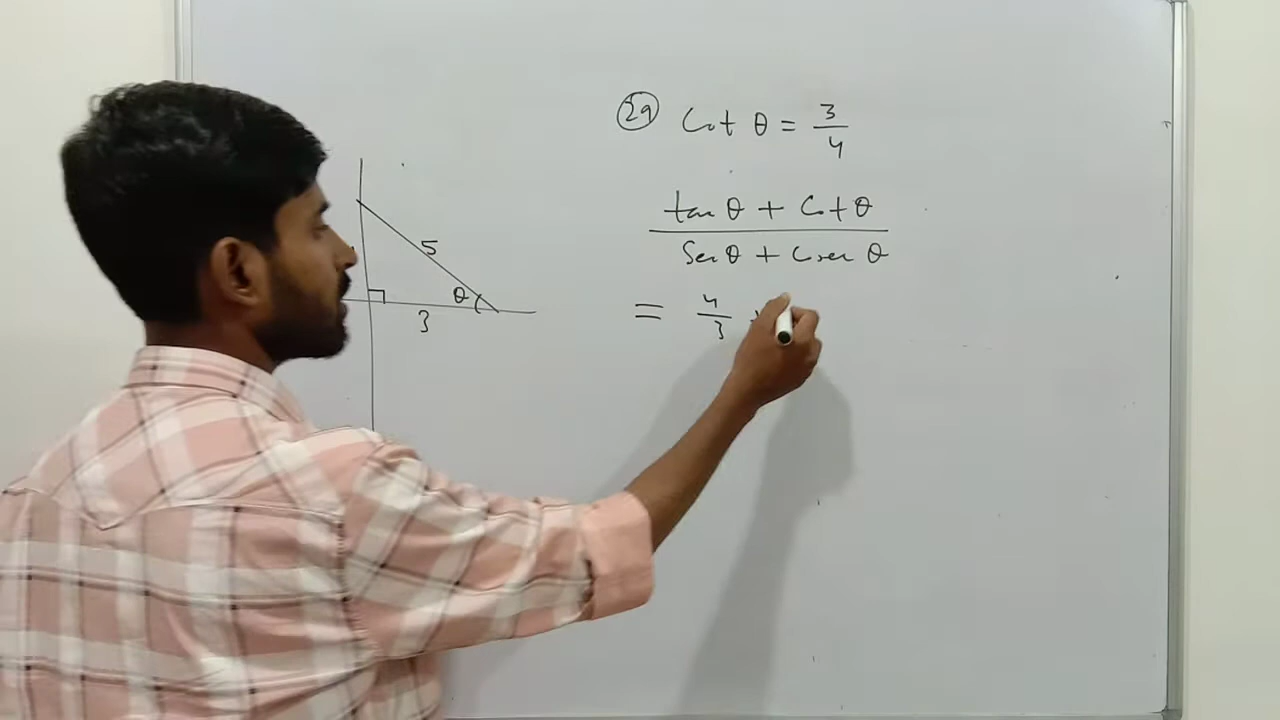 29 Cot θ = 3/4
tan θ + Cot θ
Sec θ + Cosec θ
= 4/3 +
5
θ
3